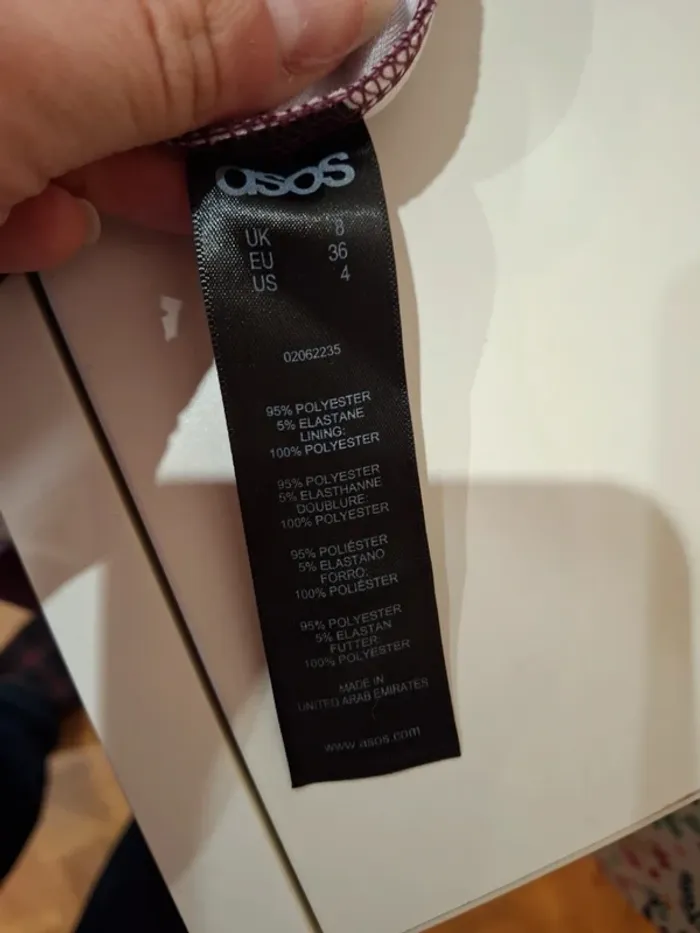 asos
UK 8
EU 36
US 4
02062235
95% POLYESTER
5% ELASTANE
LINING:
100% POLYESTER
95% POLYESTER
5% ELASTHANNE
DOUBLURE:
100% POLYESTER
95% POLIÉSTER
5% ELASTANO
FORRO:
100% POLIÉSTER
95% POLYESTER
5% ELASTAN
FUTTER:
100% POLYESTER
MADE IN
UNITED ARAB EMIRATES
www.asos.com